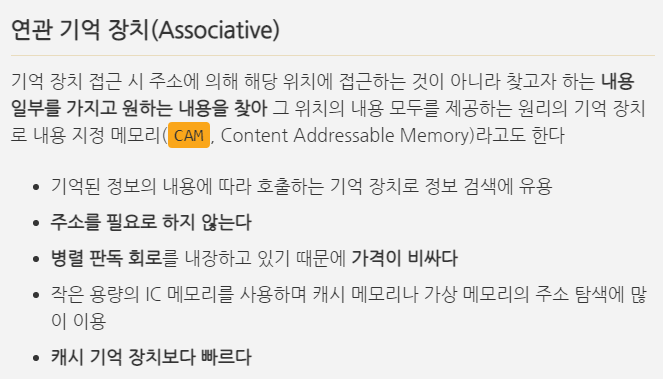 연관 기억 장치(Associative)
기억 장치 접근 시 주소에 의해 해당 위치에 접근하는 것이 아니라 찾고자 하는 내용
일부를 가지고 원하는 내용을 찾아 그 위치의 내용 모두를 제공하는 원리의 기억 장치
로 내용 지정 메모리(CAM, Content Addressable Memory)라고도 한다
• 기억된 정보의 내용에 따라 호출하는 기억 장치로 정보 검색에 유용
• 주소를 필요로 하지 않는다
• 병렬 판독 회로를 내장하고 있기 때문에 가격이 비싸다
• 작은 용량의 IC 메모리를 사용하며 캐시 메모리나 가상 메모리의 주소 탐색에 많
이 이용
• 캐시 기억 장치보다 빠르다